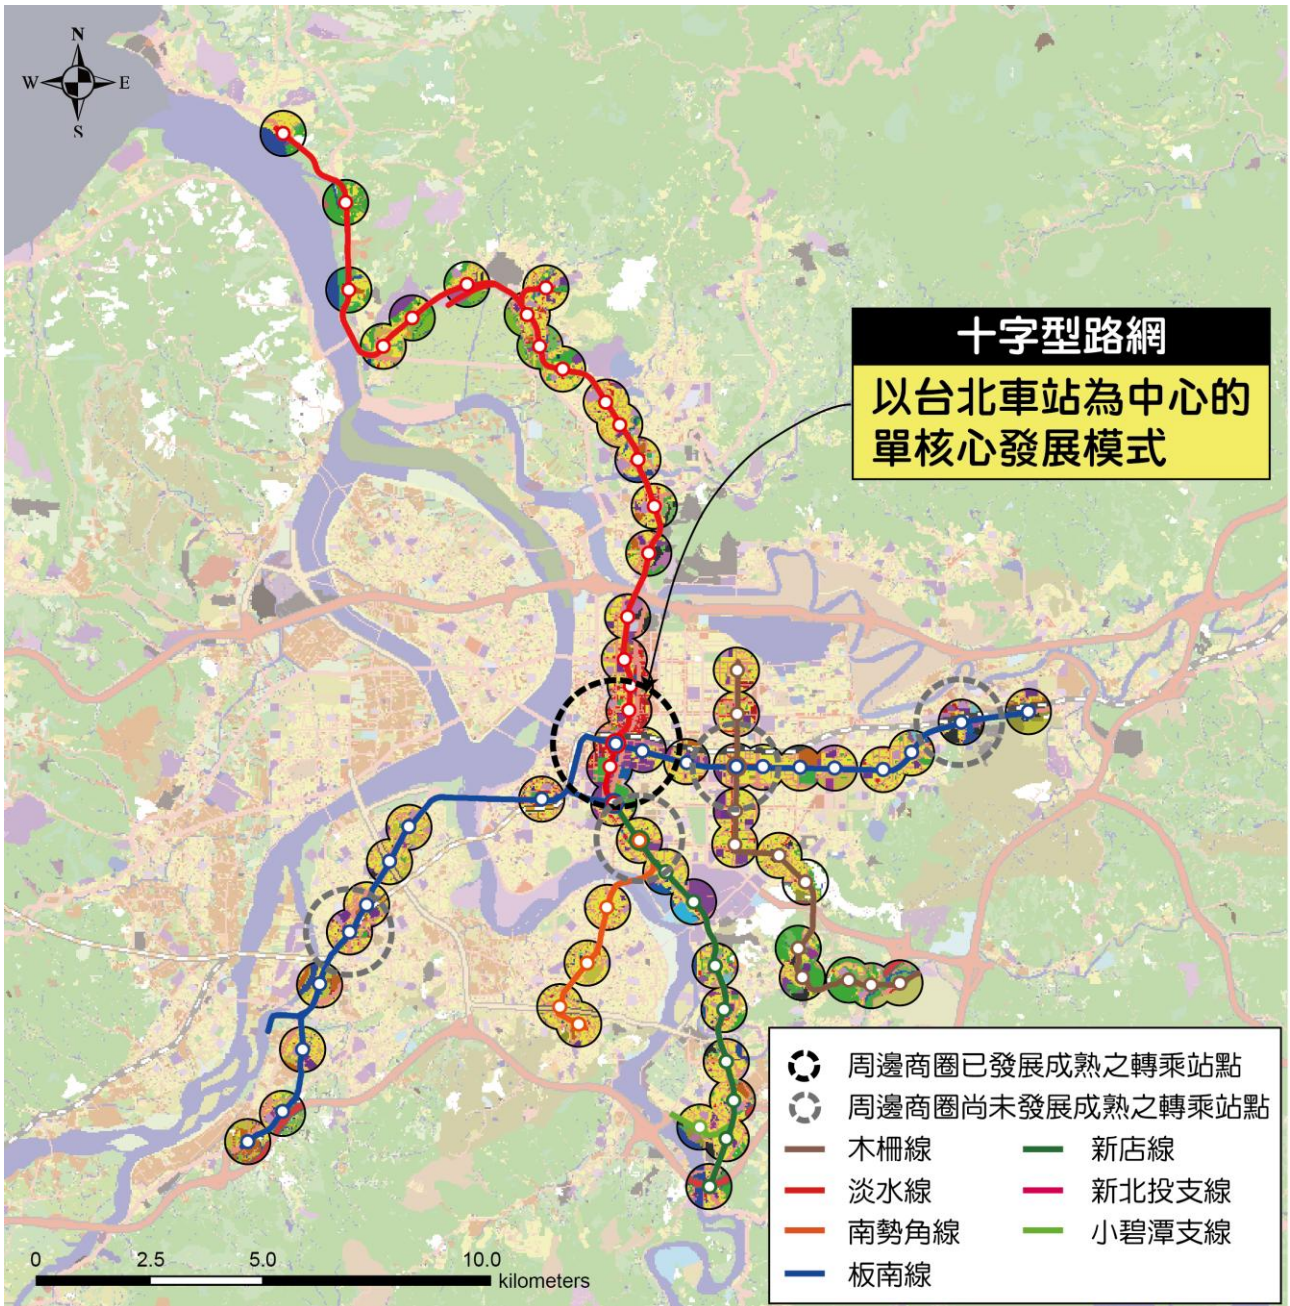 N
W
E
S
十字型路網
以台北車站為中心的
單核心發展模式
周邊商圈已發展成熟之轉乘站點
周邊商圈尚未發展成熟之轉乘站點
木柵線
新店線
淡水線
新北投支線
南勢角線
小碧潭支線
板南線
0
2.5
5.0
10.0
kilometers